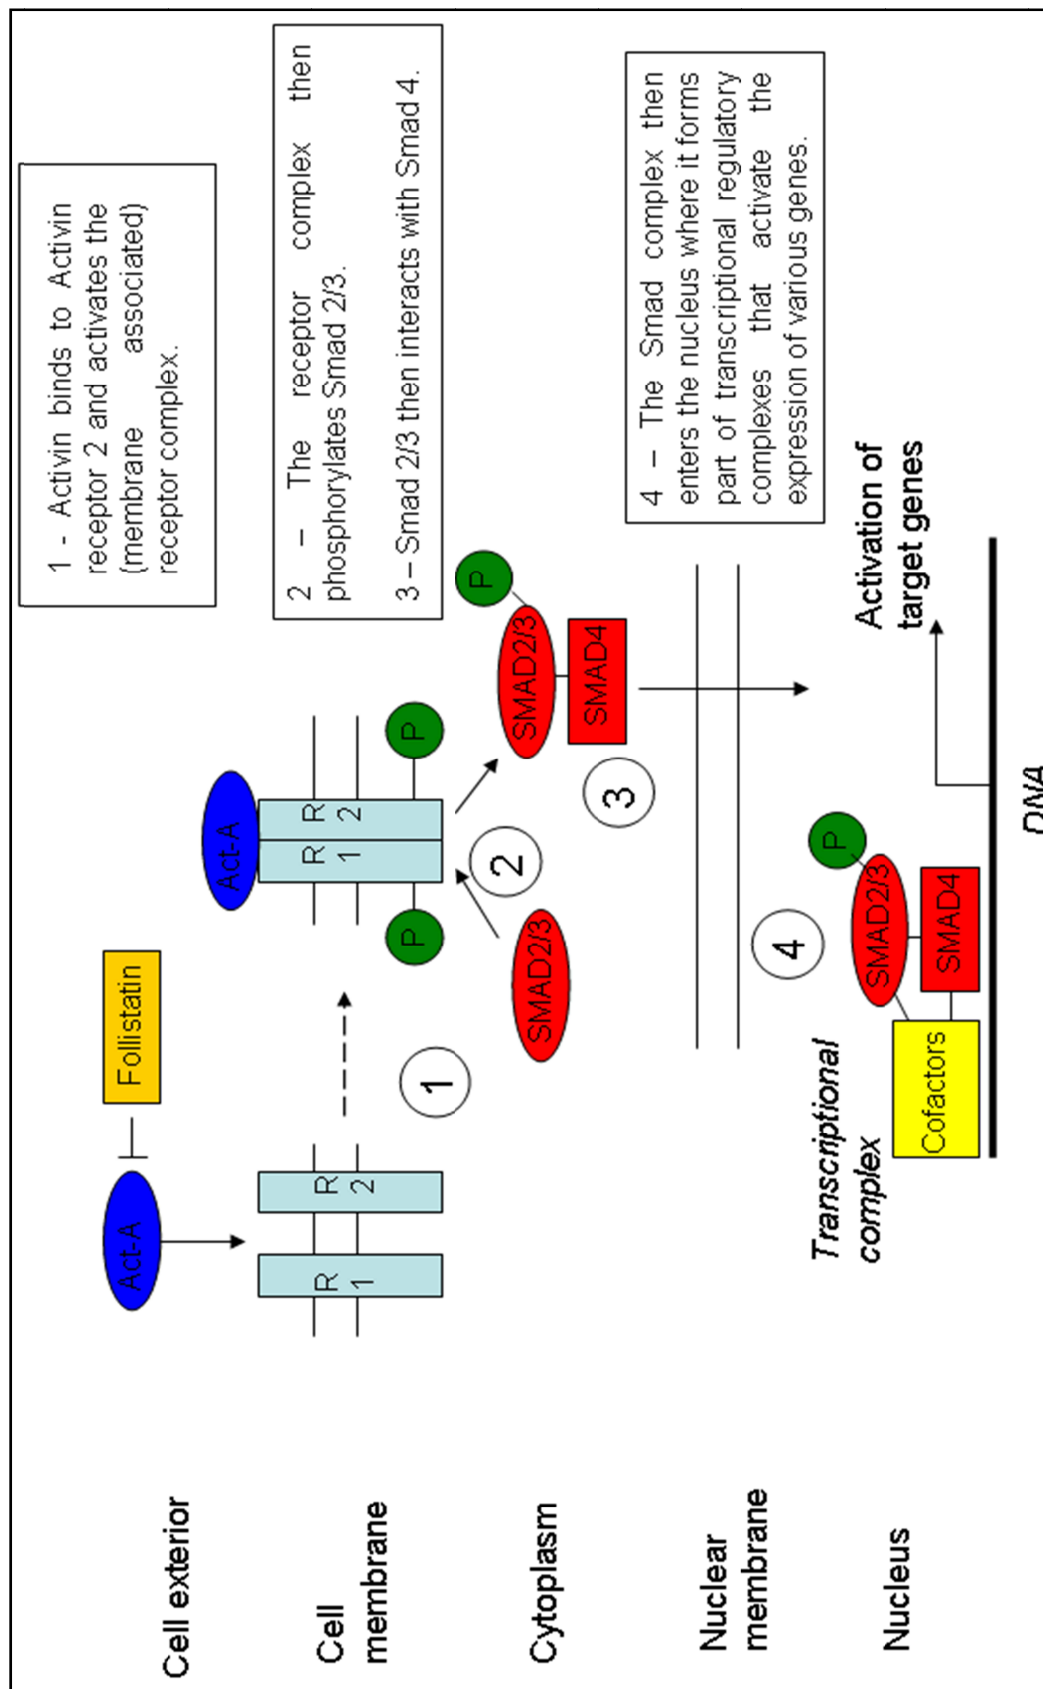 Cell exterior
Act-A
Follistatin
Act-A
1 - Activin binds to Activin
receptor 2 and activates the
(membrane associated)
receptor complex.
Cell
membrane
R
1
R
2
R
1
R
2
P
P
2 – The receptor complex then
phosphorylates Smad 2/3.
3 – Smad 2/3 then interacts with Smad 4.
1
2
Cytoplasm
SMAD2/3
SMAD2/3
P
SMAD4
3
Nuclear
membrane
4 – The Smad complex then
enters the nucleus where it forms
part of transcriptional regulatory
complexes that activate the
expression of various genes.
4
Nucleus
Transcriptional
complex
Cofactors
SMAD2/3
P
SMAD4
Activation of
target genes
DNA